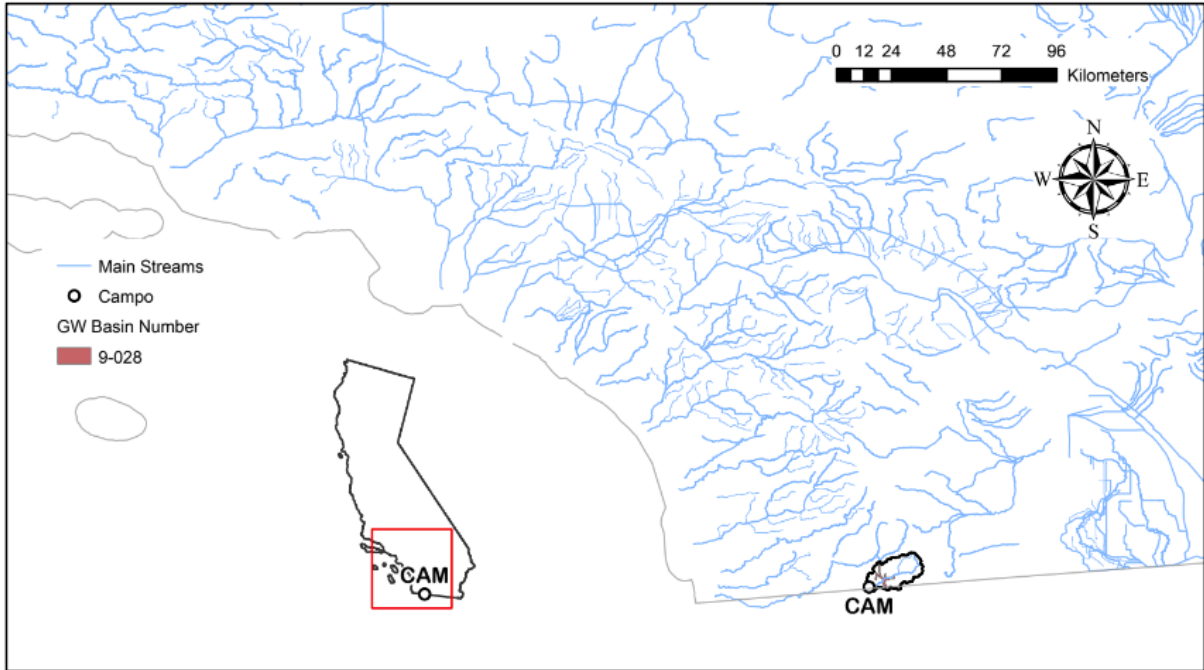 0 12 24 48 72 96
Kilometers
N
W E
S
Main Streams
Campo
GW Basin Number
9-028
CAM
CAM